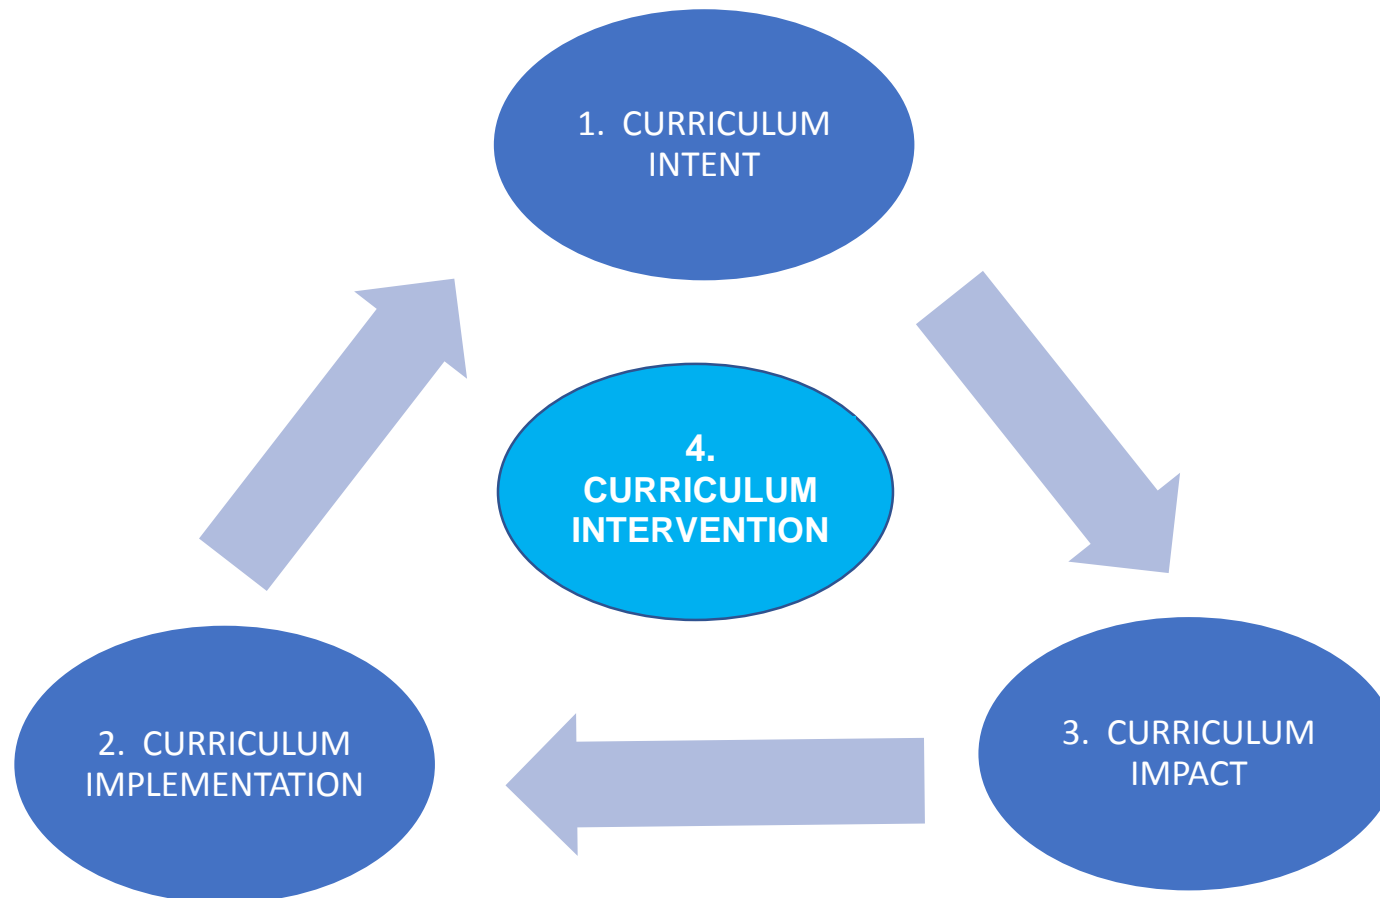 1.  CURRICULUM
INTENT
4.
CURRICULUM
INTERVENTION
2.  CURRICULUM
IMPLEMENTATION
3.  CURRICULUM
IMPACT